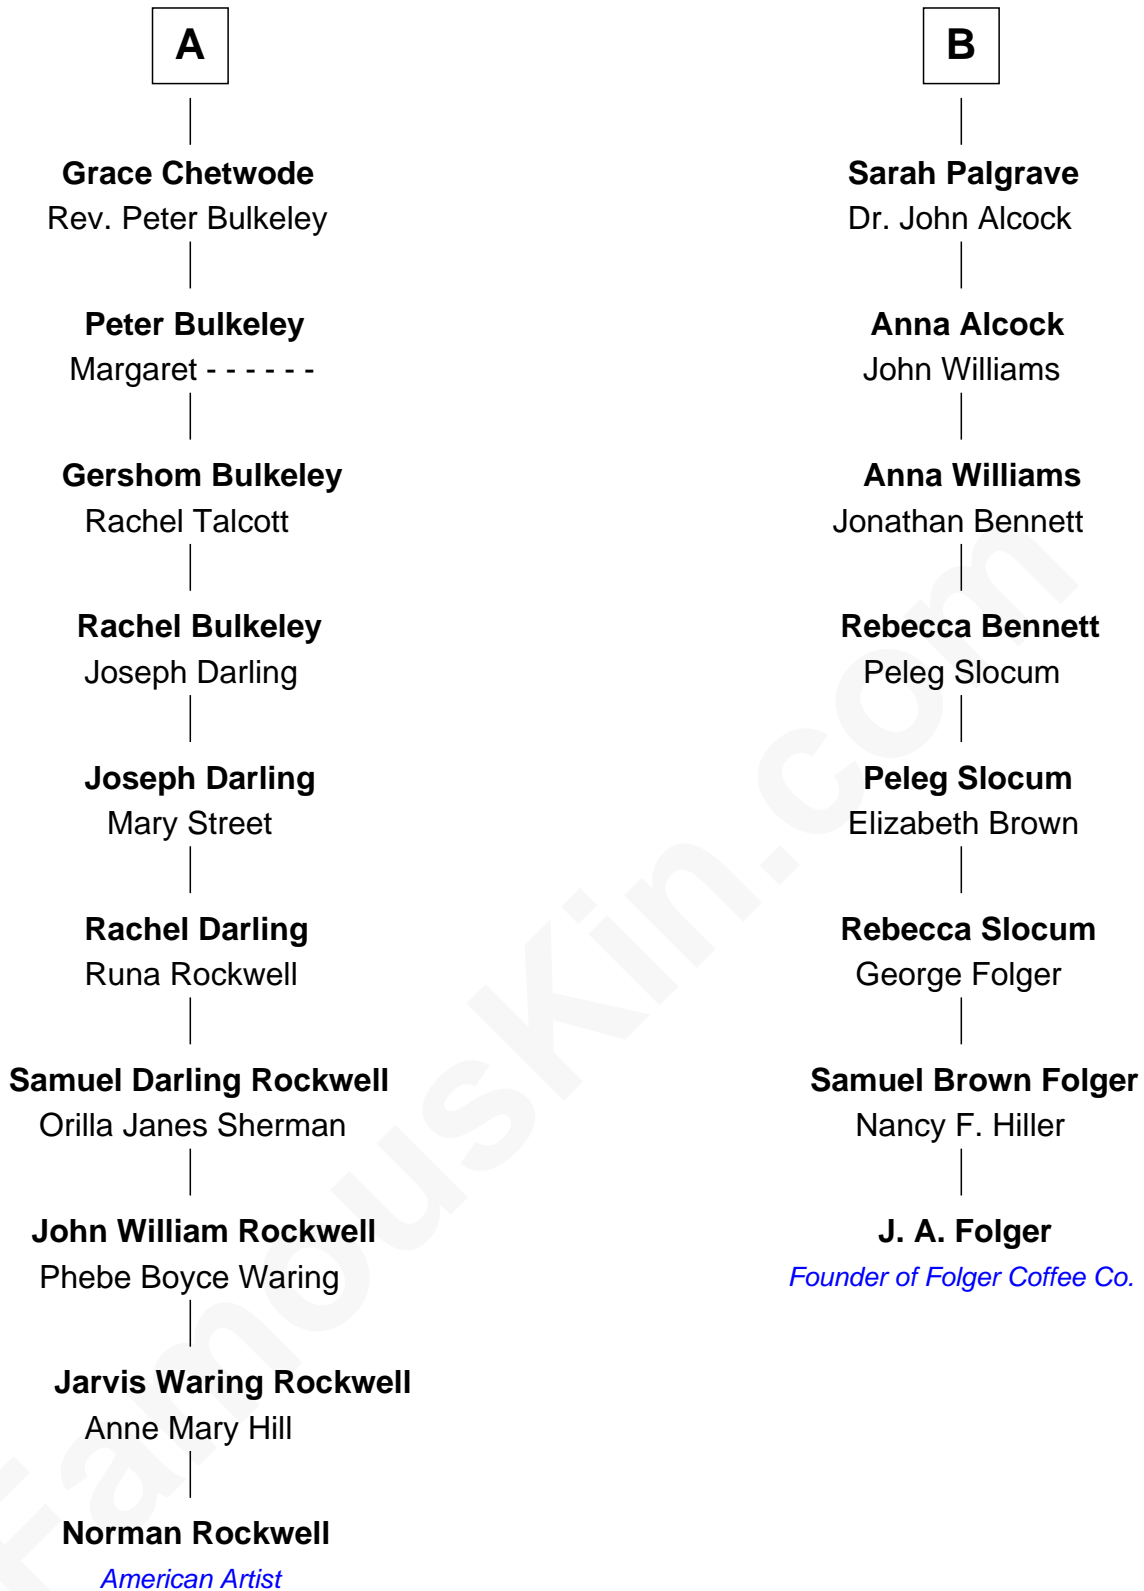 A
Grace Chetwode
Rev. Peter Bulkeley
Peter Bulkeley
Margaret - - - - - -
Gershom Bulkeley
Rachel Talcott
Rachel Bulkeley
Joseph Darling
Joseph Darling
Mary Street
Rachel Darling
Runa Rockwell
Samuel Darling Rockwell
Orilla Janes Sherman
John William Rockwell
Phebe Boyce Waring
Jarvis Waring Rockwell
Anne Mary Hill
Norman Rockwell
American Artist
B
Sarah Palgrave
Dr. John Alcock
Anna Alcock
John Williams
Anna Williams
Jonathan Bennett
Rebecca Bennett
Peleg Slocum
Peleg Slocum
Elizabeth Brown
Rebecca Slocum
George Folger
Samuel Brown Folger
Nancy F. Hiller
J. A. Folger
Founder of Folger Coffee Co.
FamousKin.com